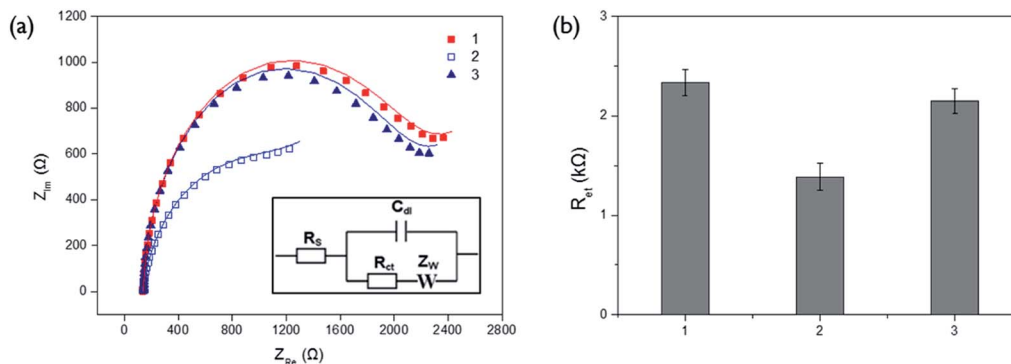 (a)
1200
1000
800
600
400
200
0
Z_Im (Ω)
1
2
3
C_dl
R_S
R_ct
Z_W
W
0 400 800 1200 1600 2000 2400 2800
Z_Re (Ω)
(b)
3
2
1
0
R_et (kΩ)
1 2 3